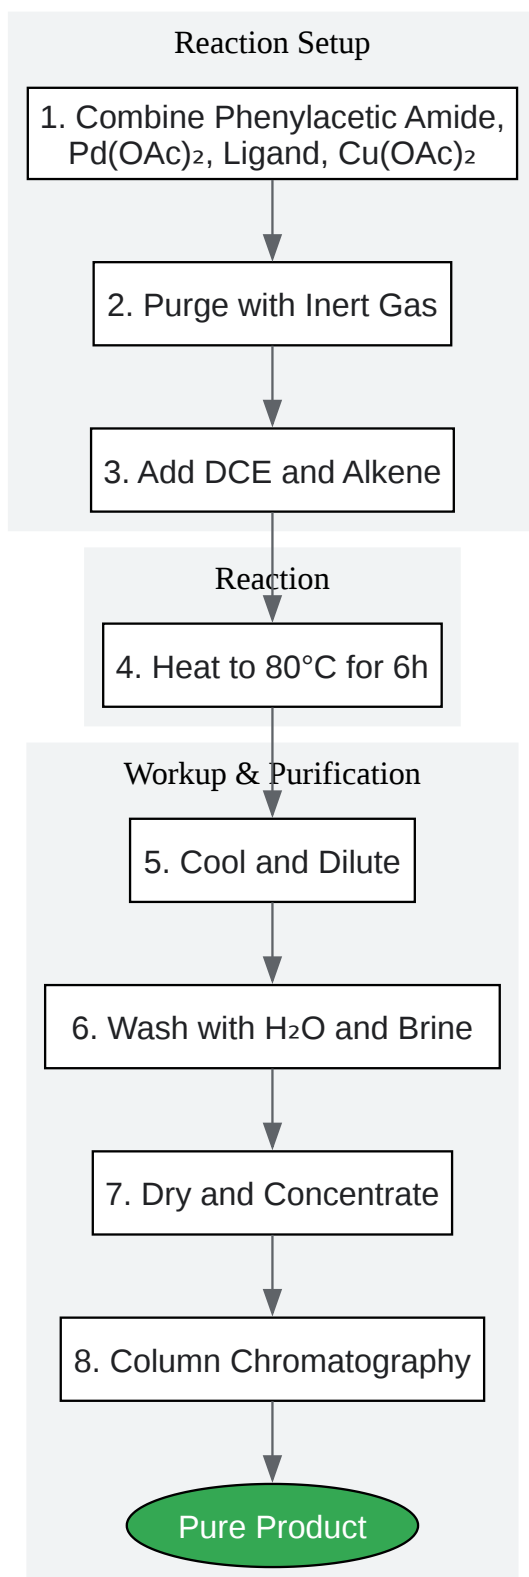 Reaction Setup
1. Combine Phenylacetic Amide,
Pd(OAc)₂, Ligand, Cu(OAc)₂
2. Purge with Inert Gas
3. Add DCE and Alkene
Reaction
4. Heat to 80°C for 6h
Workup & Purification
5. Cool and Dilute
6. Wash with H₂O and Brine
7. Dry and Concentrate
8. Column Chromatography
Pure Product